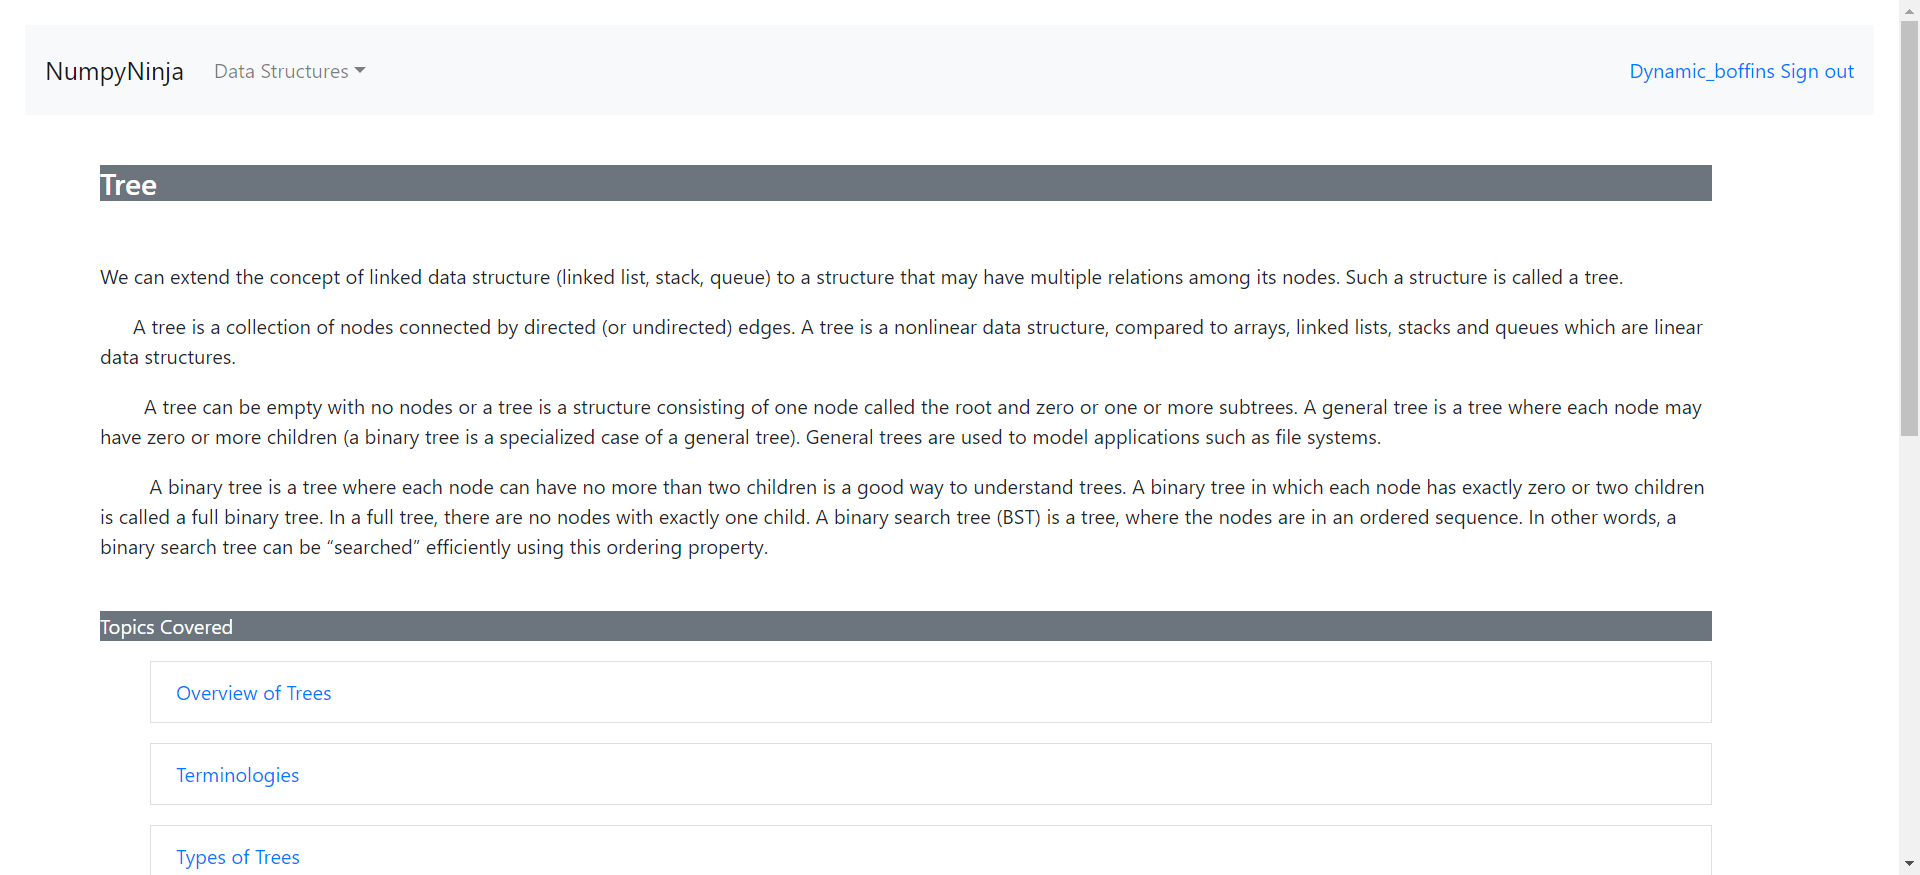 NumpyNinja Data Structures Dynamic_boffins Sign out
Tree
We can extend the concept of linked data structure (linked list, stack, queue) to a structure that may have multiple relations among its nodes. Such a structure is called a tree.
A tree is a collection of nodes connected by directed (or undirected) edges. A tree is a nonlinear data structure, compared to arrays, linked lists, stacks and queues which are linear
data structures.
A tree can be empty with no nodes or a tree is a structure consisting of one node called the root and zero or one or more subtrees. A general tree is a tree where each node may
have zero or more children (a binary tree is a specialized case of a general tree). General trees are used to model applications such as file systems.
A binary tree is a tree where each node can have no more than two children is a good way to understand trees. A binary tree in which each node has exactly zero or two children
is called a full binary tree. In a full tree, there are no nodes with exactly one child. A binary search tree (BST) is a tree, where the nodes are in an ordered sequence. In other words, a
binary search tree can be “searched” efficiently using this ordering property.
Topics Covered
Overview of Trees
Terminologies
Types of Trees